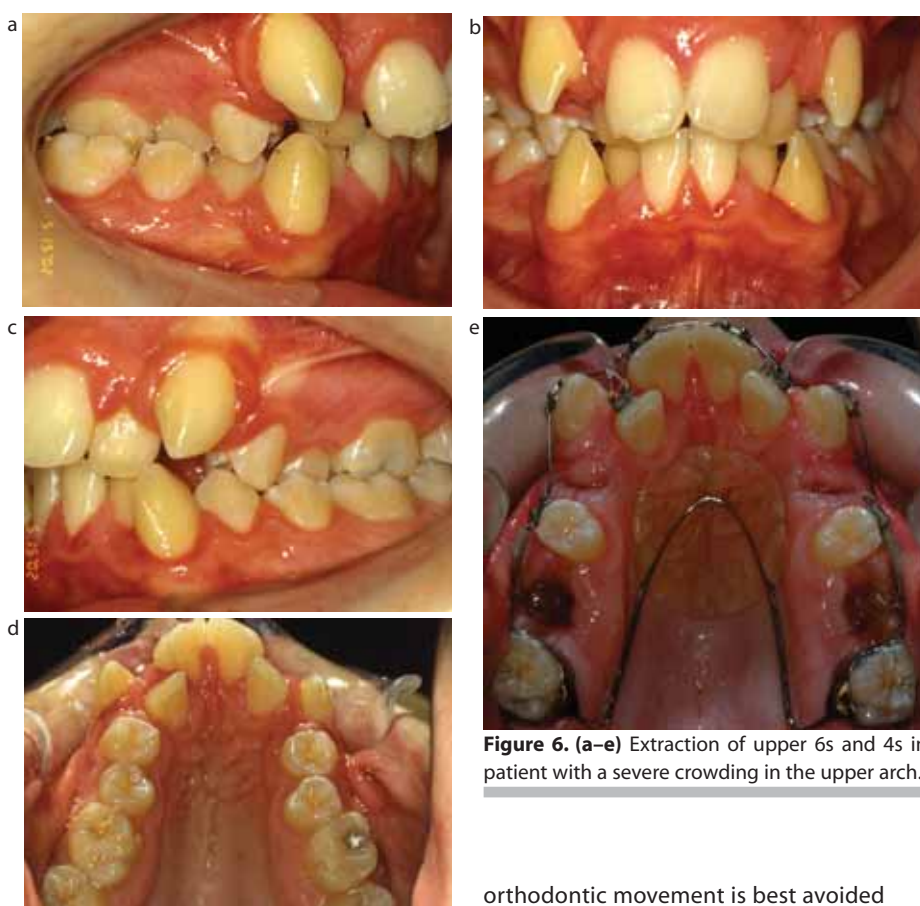 a
b
c
e
d
Figure 6. (a–e) Extraction of upper 6s and 4s in
patient with a severe crowding in the upper arch.
orthodontic movement is best avoided